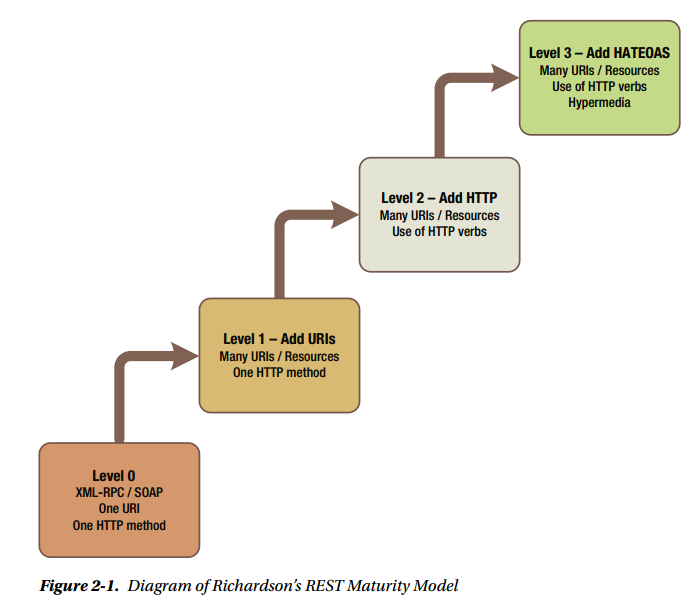 Level 3 – Add HATEOAS
Many URIs / Resources
Use of HTTP verbs
Hypermedia
Level 2 – Add HTTP
Many URIs / Resources
Use of HTTP verbs
Level 1 – Add URIs
Many URIs / Resources
One HTTP method
Level 0
XML-RPC / SOAP
One URI
One HTTP method
Figure 2-1. Diagram of Richardson's REST Maturity Model